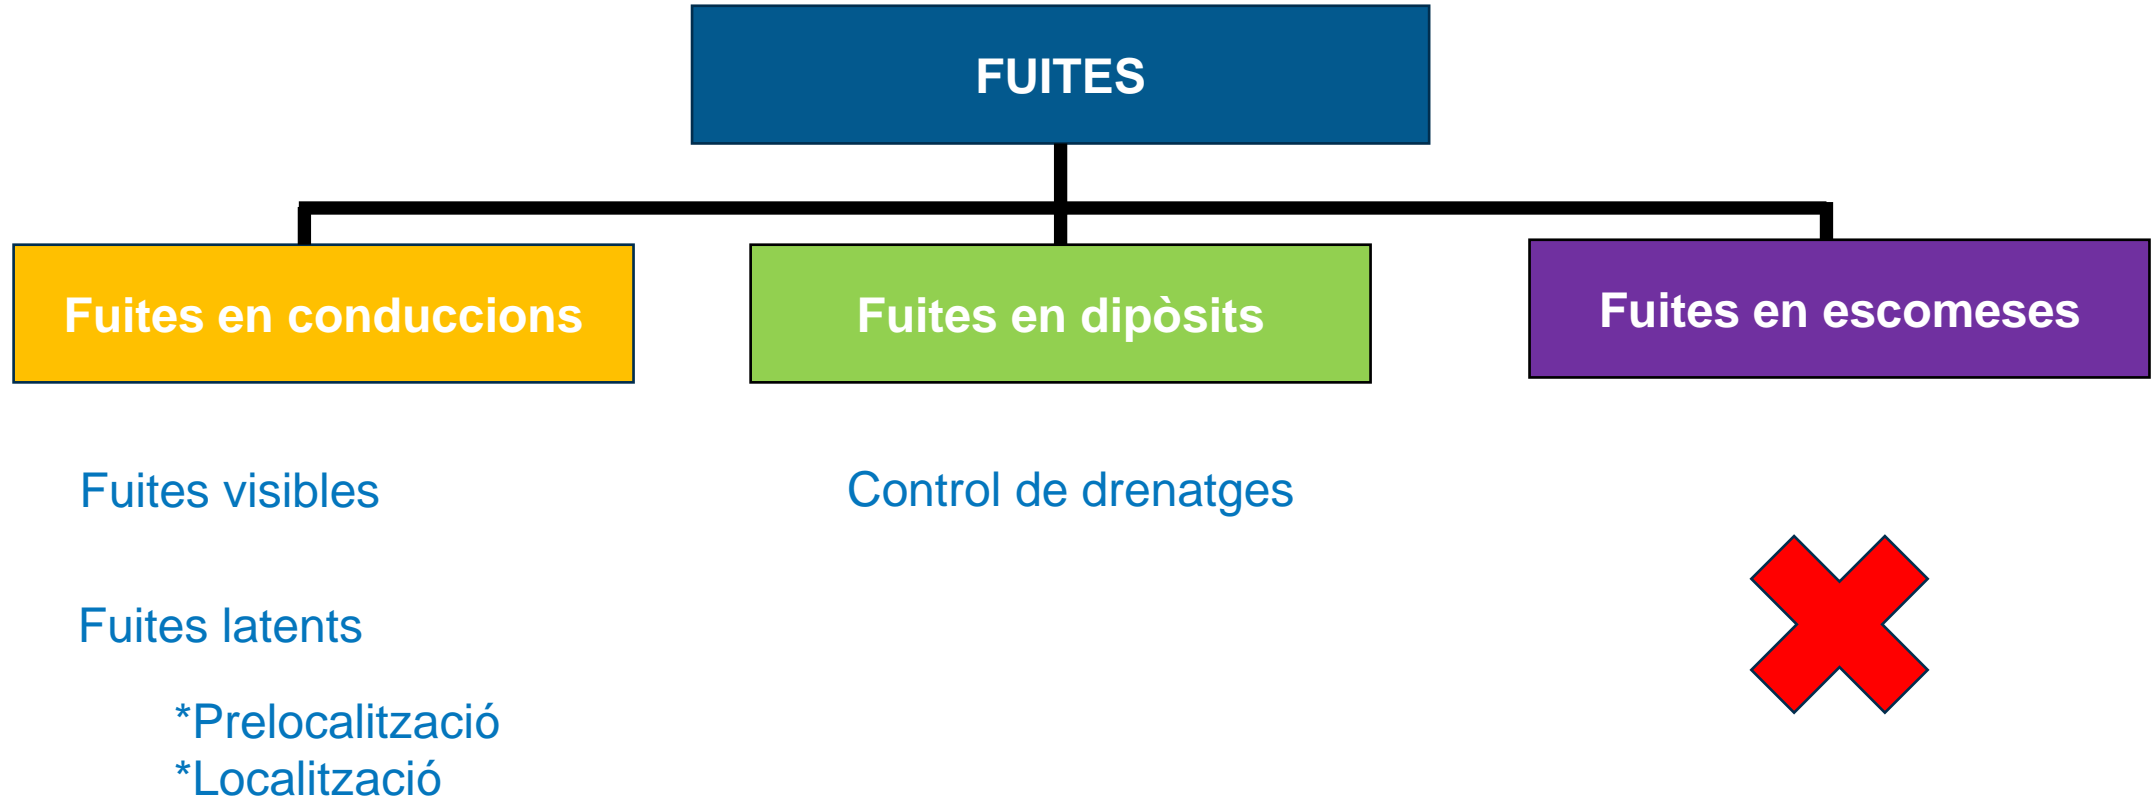 FUITES
Fuites en conduccions
Fuites en dipòsits
Fuites en escomeses
Fuites visibles
Control de drenatges
Fuites latents
*Prelocalització
*Localització